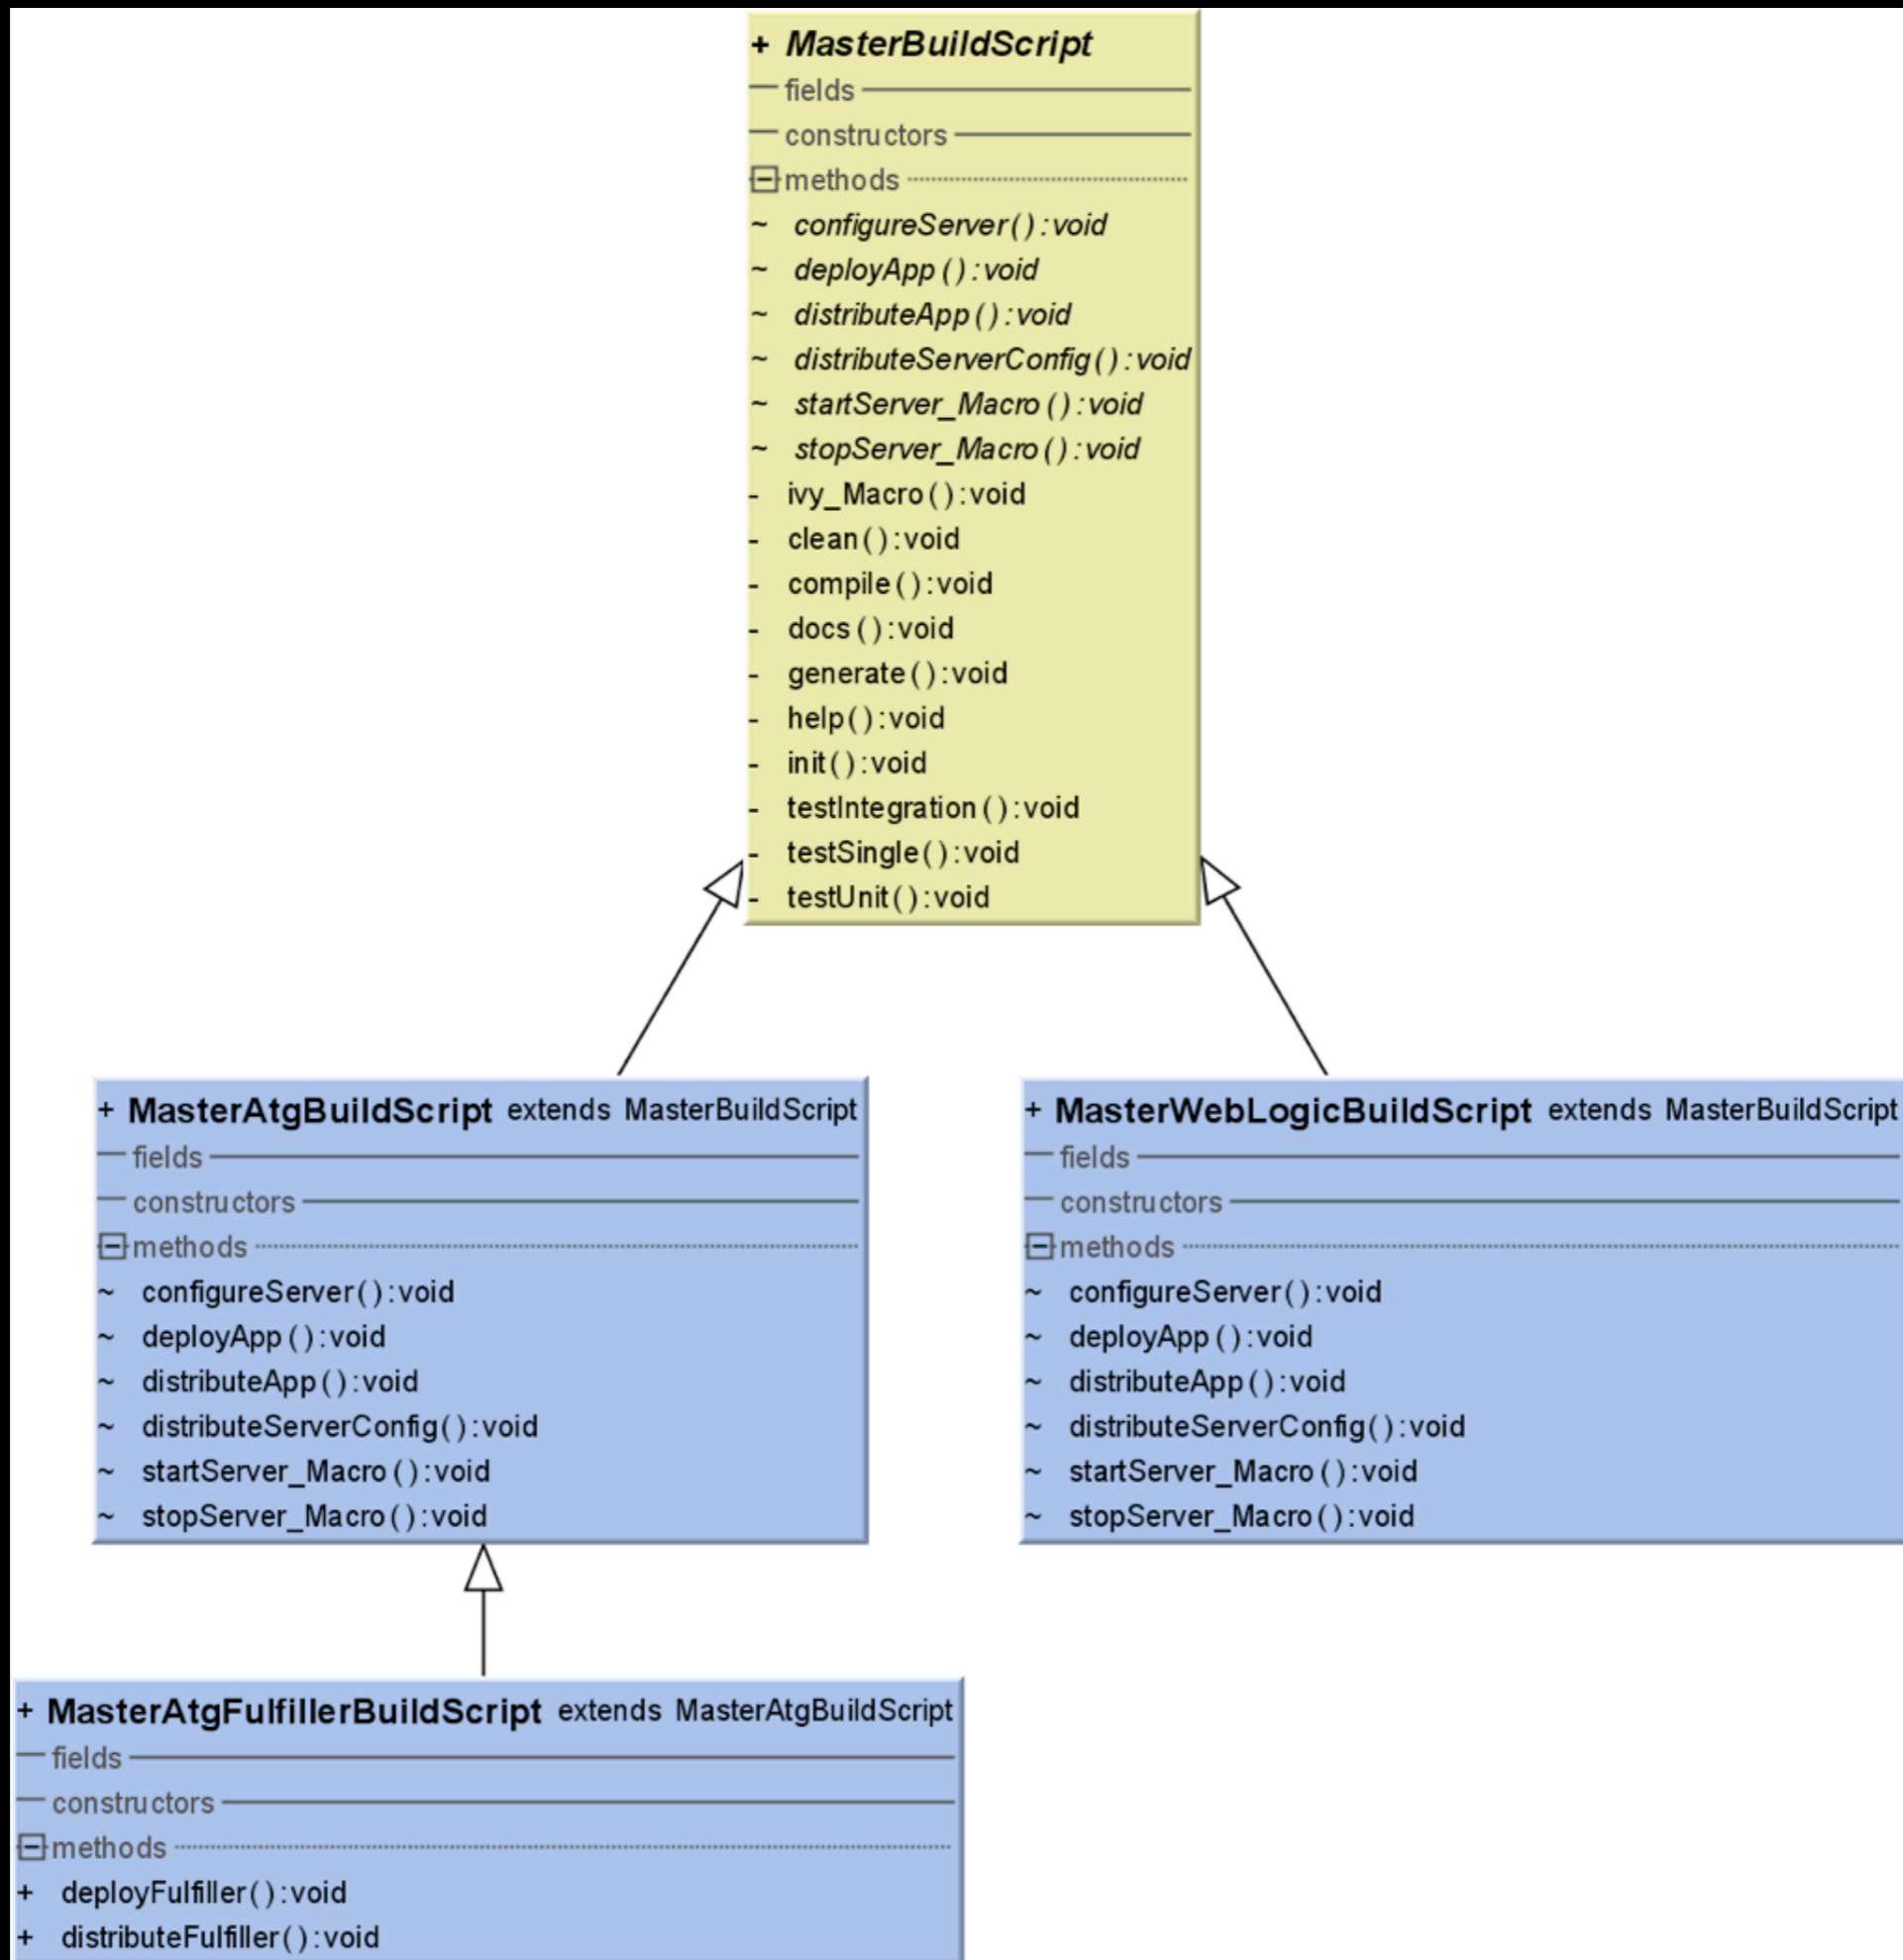 + MasterBuildScript
fields
constructors
methods
~ configureServer():void
~ deployApp():void
~ distributeApp():void
~ distributeServerConfig():void
~ startServer_Macro():void
~ stopServer_Macro():void
- ivy_Macro():void
- clean():void
- compile():void
- docs():void
- generate():void
- help():void
- init():void
- testIntegration():void
- testSingle():void
- testUnit():void
+ MasterAtgBuildScript extends MasterBuildScript
fields
constructors
methods
~ configureServer():void
~ deployApp():void
~ distributeApp():void
~ distributeServerConfig():void
~ startServer_Macro():void
~ stopServer_Macro():void
+ MasterWebLogicBuildScript extends MasterBuildScript
fields
constructors
methods
~ configureServer():void
~ deployApp():void
~ distributeApp():void
~ distributeServerConfig():void
~ startServer_Macro():void
~ stopServer_Macro():void
+ MasterAtgFulfillerBuildScript extends MasterAtgBuildScript
fields
constructors
methods
+ deployFulfiller():void
+ distributeFulfiller():void